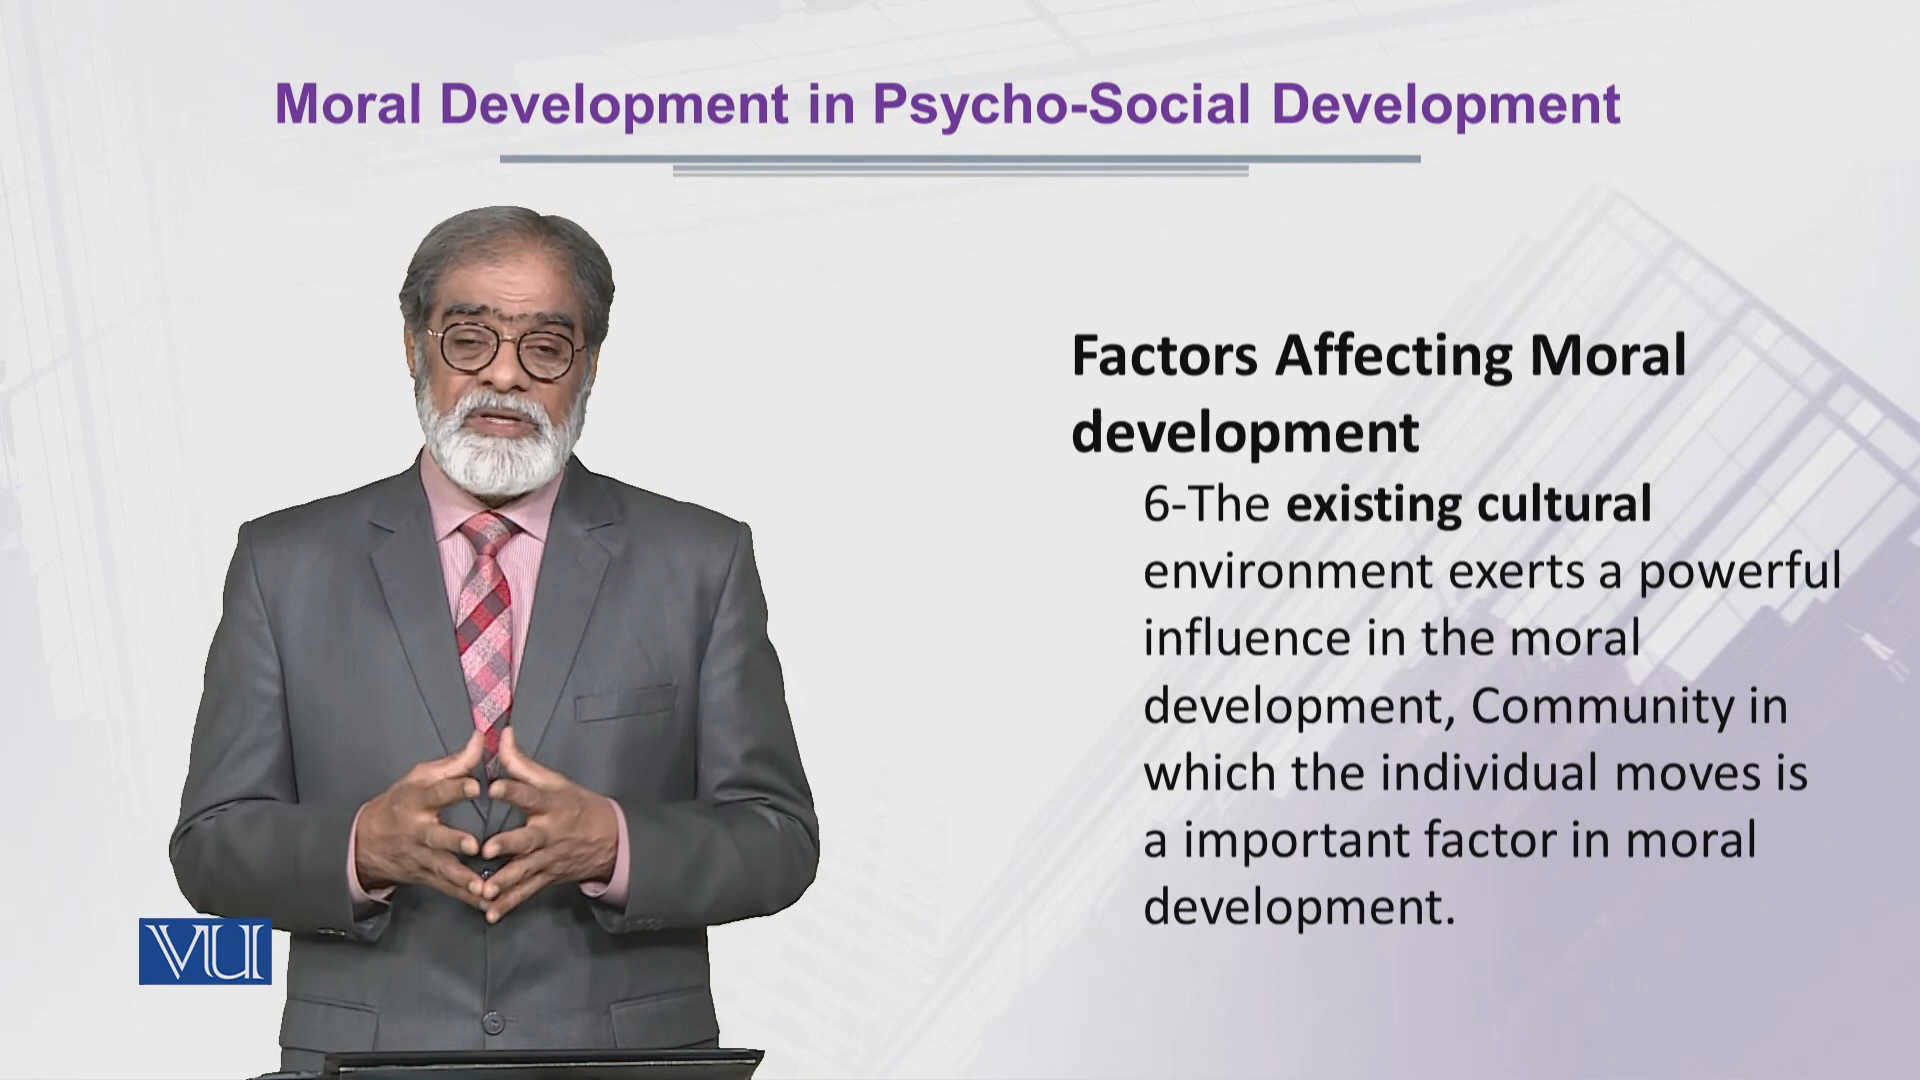 Moral Development in Psycho-Social Development
Factors Affecting Moral
development
6-The existing cultural
environment exerts a powerful
influence in the moral
development, Community in
which the individual moves is
a important factor in moral
development.
VU